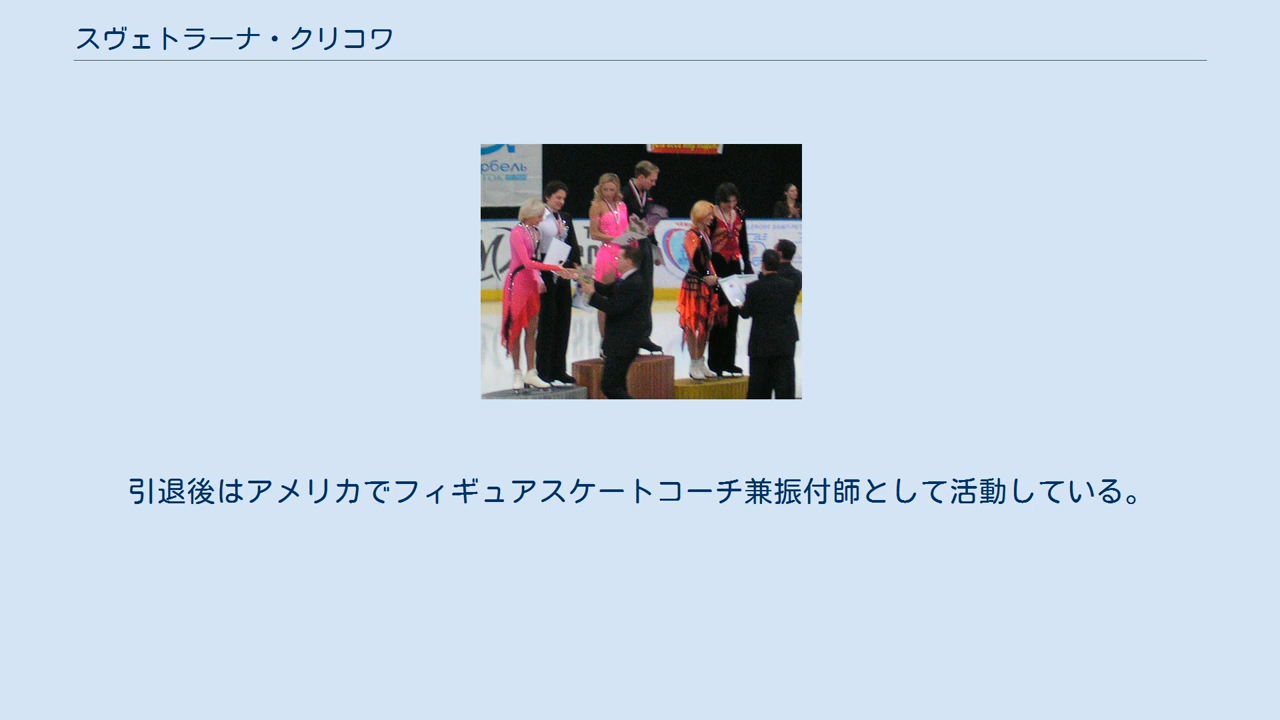 スヴェトラーナ・クリコワ
引退後はアメリカでフィギュアスケートコーチ兼振付師として活動している。